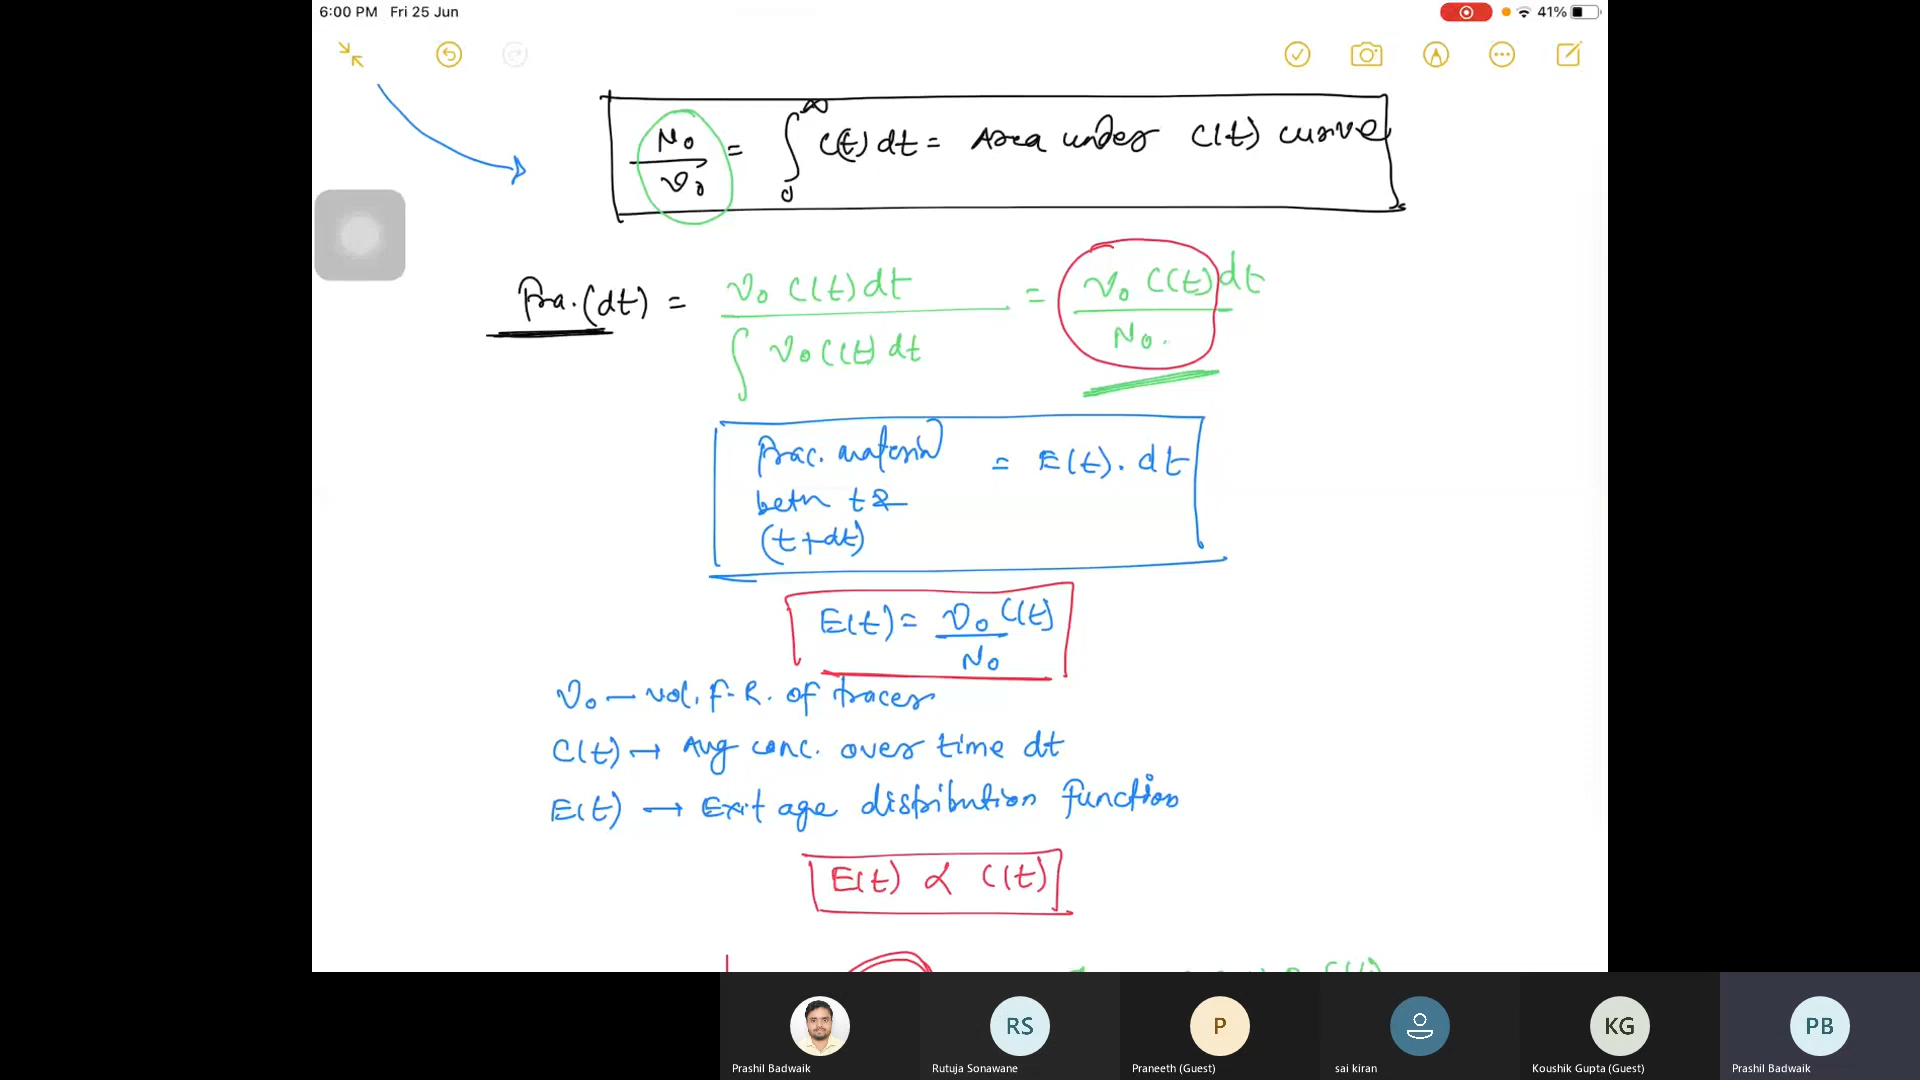 6:00 PM Fri 25 Jun 41%
N₀/v₀ = ∫₀^∞ C(t) dt = Area under C(t) curve
Fra.(dt) = v₀ C(t) dt / ∫ v₀ C(t) dt = v₀ C(t) dt / N₀.
Frac. material = E(t). dt
betn t &
(t+dt)
E(t) = v₀ C(t) / N₀
v₀ — vol. F.R. of tracer
C(t) → Avg conc. over time dt
E(t) → Exit age distribution function
E(t) ∝ C(t)
RS P KG PB
Prashil Badwaik Rutuja Sonawane Praneeth (Guest) sai kiran Koushik Gupta (Guest) Prashil Badwaik